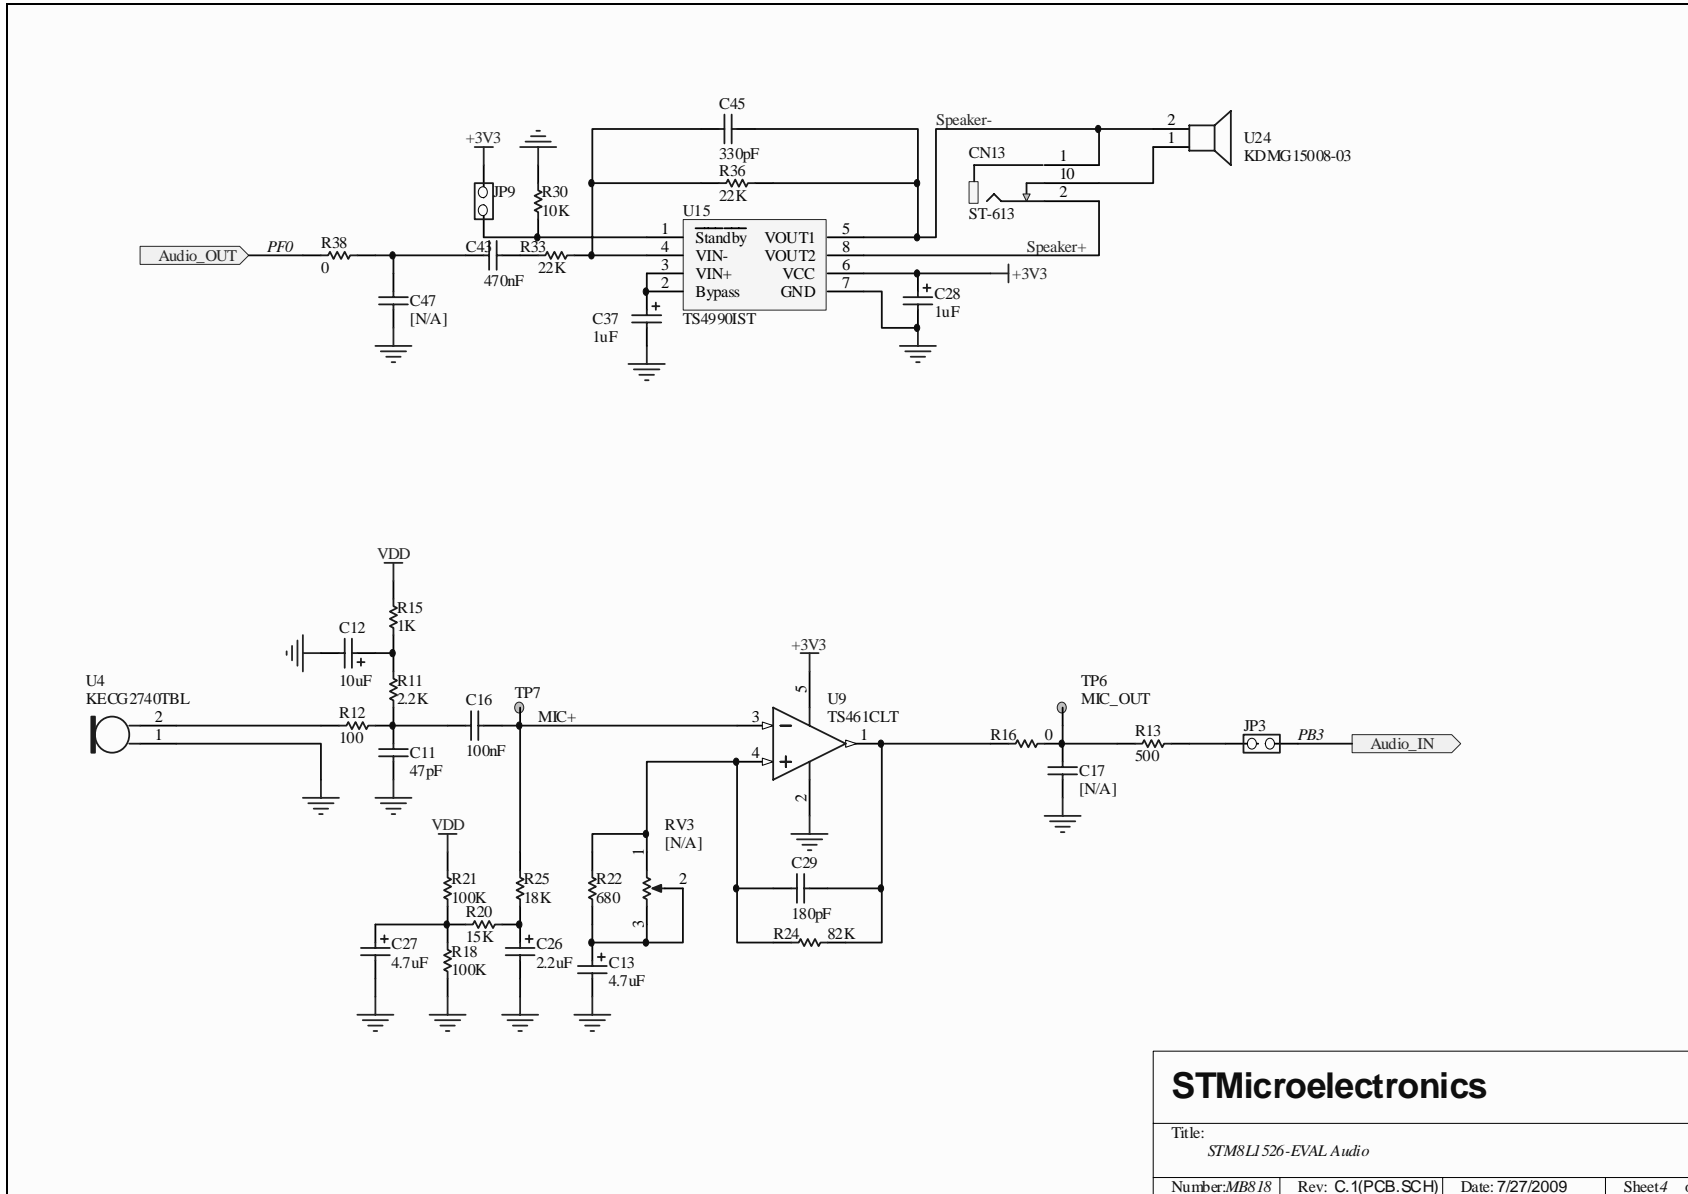 C45
330pF
R36
22K
+3V3
JP9
R30
10K
Speaker-
CN13
1
10
2
ST-613
2
1
U24
KDMG15008-03
U15
1 Standby VOUT1 5
4 VIN- VOUT2 8
3 VIN+ VCC 6
2 Bypass GND 7
TS4990IST
Speaker+
+3V3
Audio_OUT
PF0
R38
0
C43
470nF
R33
22K
C47
[N/A]
C37
1uF
C28
1uF
VDD
R15
1K
C12
10uF
R11
2.2K
U4
KECG2740TBL
2
1
R12
100
C16
100nF
C11
47pF
TP7
MIC+
+3V3
5
U9
TS461CLT
3
4
1
2
TP6
MIC_OUT
R16
0
R13
500
JP3
PB3
Audio_IN
C17
[N/A]
VDD
R21
100K
R20
15K
R25
18K
C27
4.7uF
R18
100K
C26
2.2uF
R22
680
RV3
[N/A]
1
2
3
C13
4.7uF
C29
180pF
R24
82K
STMicroelectronics
Title:
STM8L1526-EVAL Audio
Number:MB818 Rev: C.1(PCB.SCH) Date: 7/27/2009 Sheet4